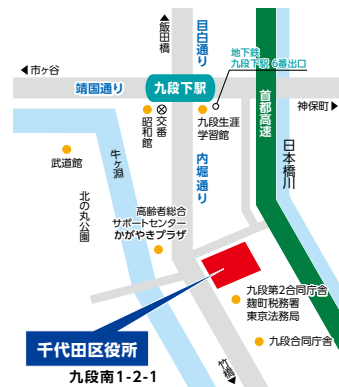 ▲飯田橋
目白通り
地下鉄
九段下駅 6番出口
◀市ヶ谷
靖国通り
九段下駅
首都高速
神保町▶
昭和館
交番
九段生涯
学習館
日本橋川
武道館
牛ヶ淵
内堀通り
北の丸公園
高齢者総合
サポートセンター
かがやきプラザ
九段第2合同庁舎
麹町税務署
東京法務局
千代田区役所
九段合同庁舎
竹橋▼
九段南1-2-1